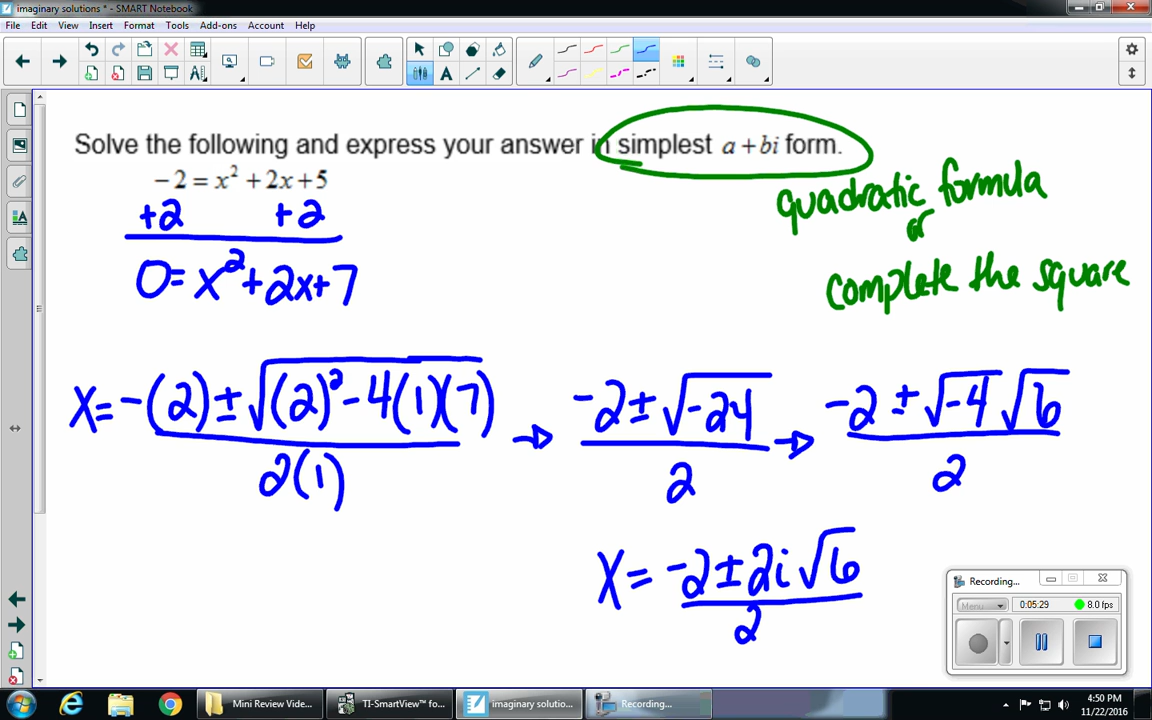 imaginary solutions * - SMART Notebook
File Edit View Insert Format Tools Add-ons Account Help
Solve the following and express your answer in simplest a + bi form.
-2 = x² + 2x + 5
+2 +2
0 = x² + 2x + 7
quadratic formula
or
complete the square
x = -(2) ± √((2)² - 4(1)(7)) / 2(1) → -2 ± √-24 / 2 → -2 ± √-4 √6 / 2
x = -2 ± 2i √6 / 2
Recording...
Menu 0:05:29 8.0 fps
Mini Review Vide... TI-SmartView™ fo... imaginary solutio... Recording...
4:50 PM
11/22/2016